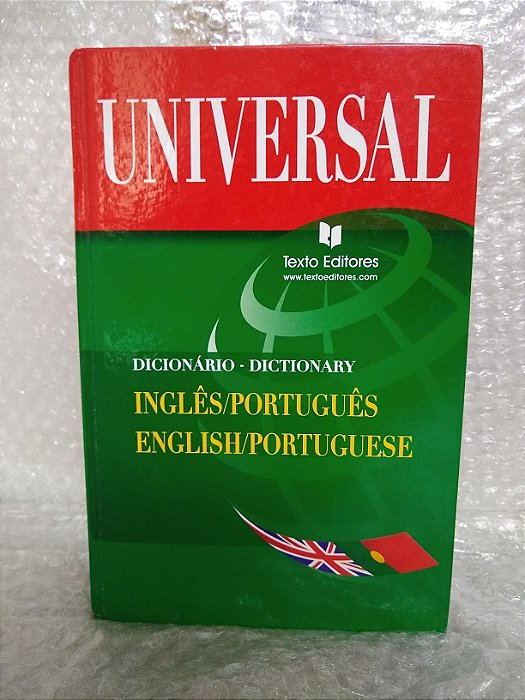 UNIVERSAL
Texto Editores
www.textoeditores.com
DICIONÁRIO - DICTIONARY
INGLÊS/PORTUGUÊS
ENGLISH/PORTUGUESE